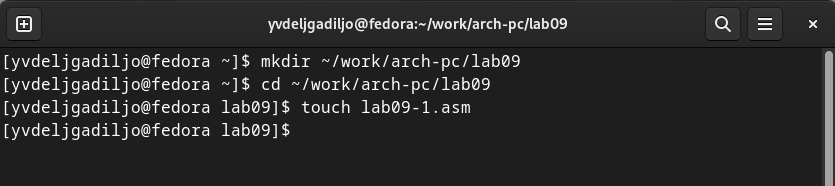 yvdeljgadiljo@fedora:~/work/arch-pc/lab09
[yvdeljgadiljo@fedora ~]$ mkdir ~/work/arch-pc/lab09
[yvdeljgadiljo@fedora ~]$ cd ~/work/arch-pc/lab09
[yvdeljgadiljo@fedora lab09]$ touch lab09-1.asm
[yvdeljgadiljo@fedora lab09]$